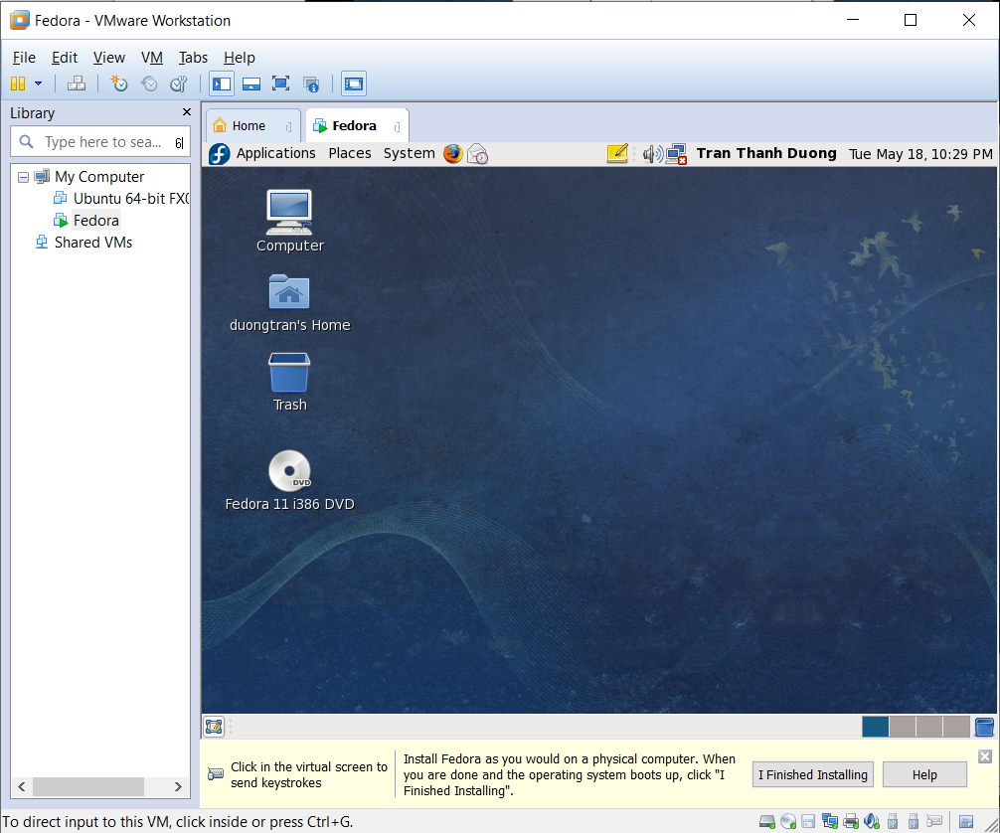 Fedora - VMware Workstation
File Edit View VM Tabs Help
Library
Type here to sea...
My Computer
Ubuntu 64-bit FX
Fedora
Shared VMs
Home
Fedora
Applications Places System
Tran Thanh Duong Tue May 18, 10:29 PM
Computer
duongtran's Home
Trash
DVD
Fedora 11 i386 DVD
Click in the virtual screen to
send keystrokes
Install Fedora as you would on a physical computer. When
you are done and the operating system boots up, click "I
Finished Installing".
I Finished Installing
Help
To direct input to this VM, click inside or press Ctrl+G.